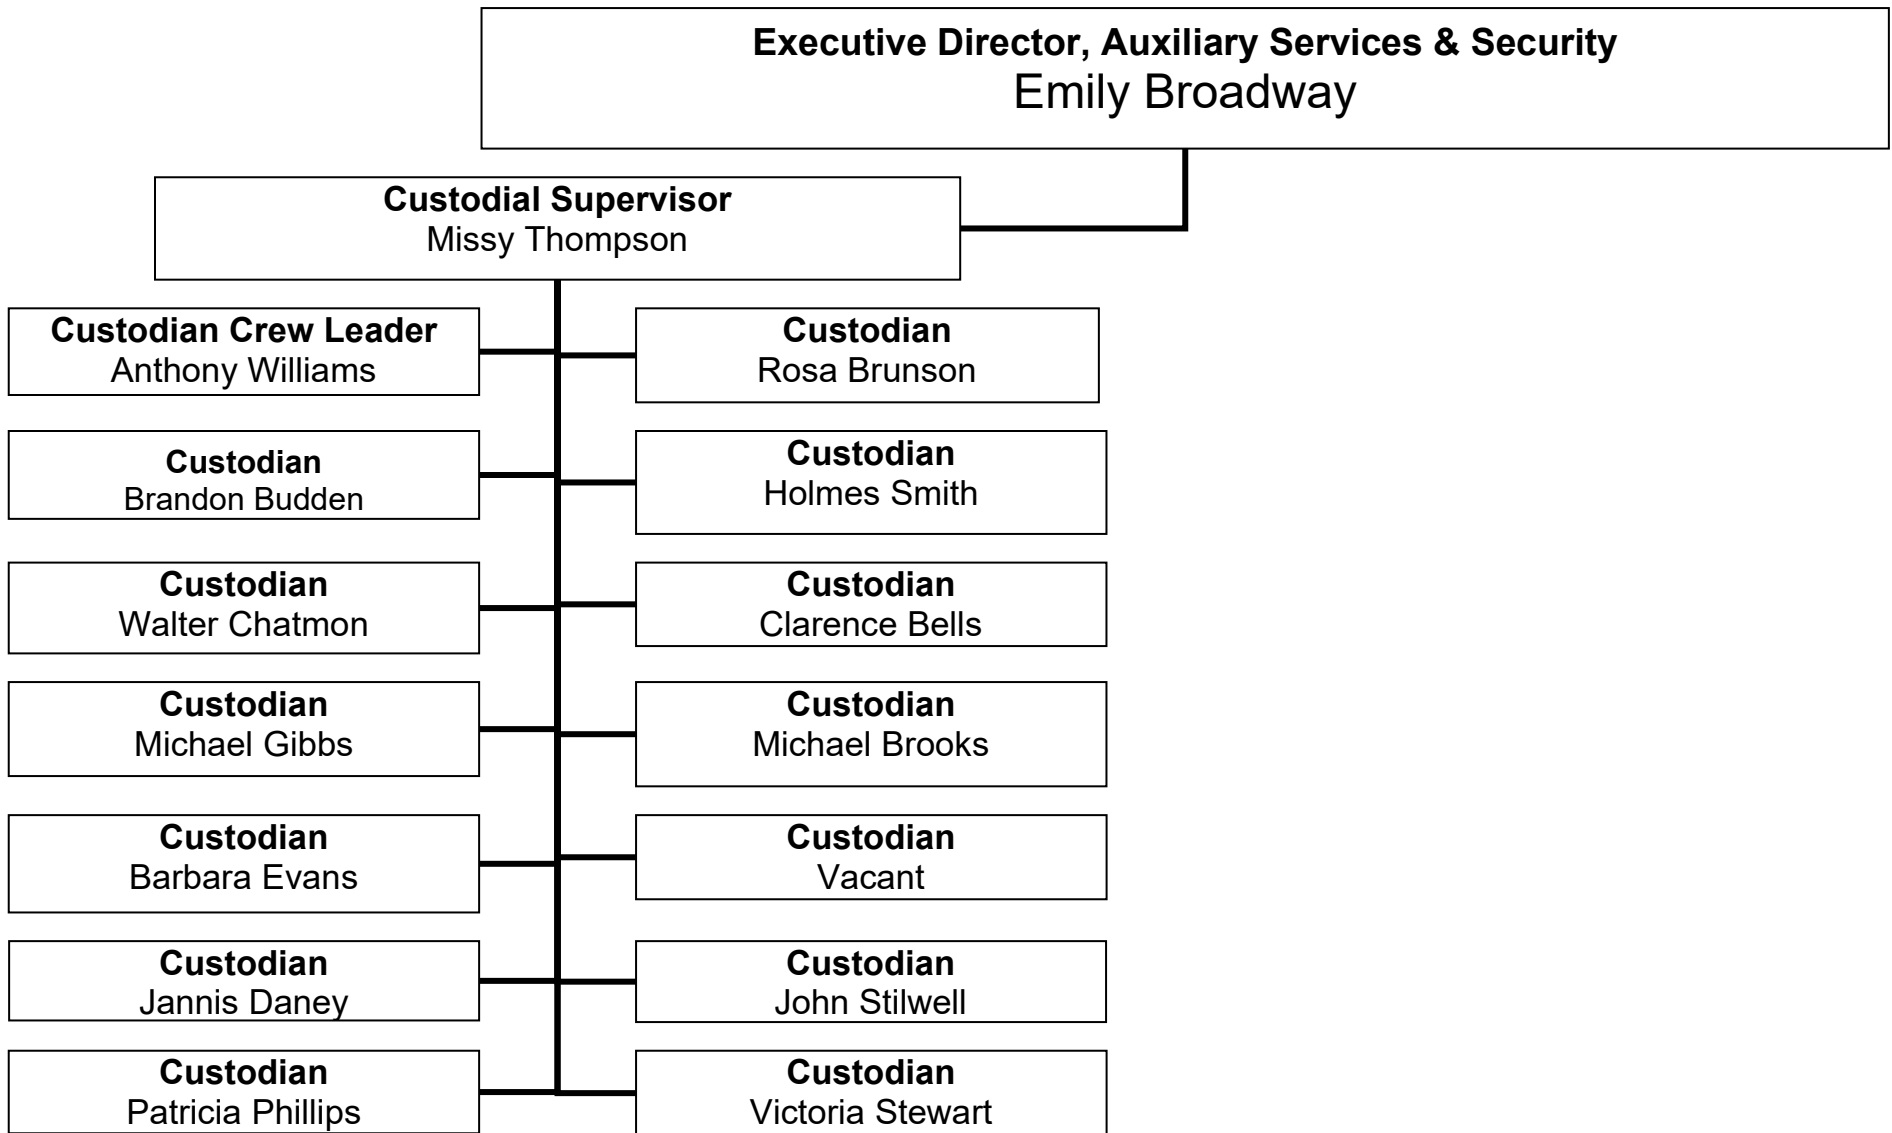 Executive Director, Auxiliary Services & Security
Emily Broadway
Custodial Supervisor
Missy Thompson
Custodian Crew Leader
Anthony Williams
Custodian
Rosa Brunson
Custodian
Brandon Budden
Custodian
Holmes Smith
Custodian
Walter Chatmon
Custodian
Clarence Bells
Custodian
Michael Gibbs
Custodian
Michael Brooks
Custodian
Barbara Evans
Custodian
Vacant
Custodian
Jannis Daney
Custodian
John Stilwell
Custodian
Patricia Phillips
Custodian
Victoria Stewart